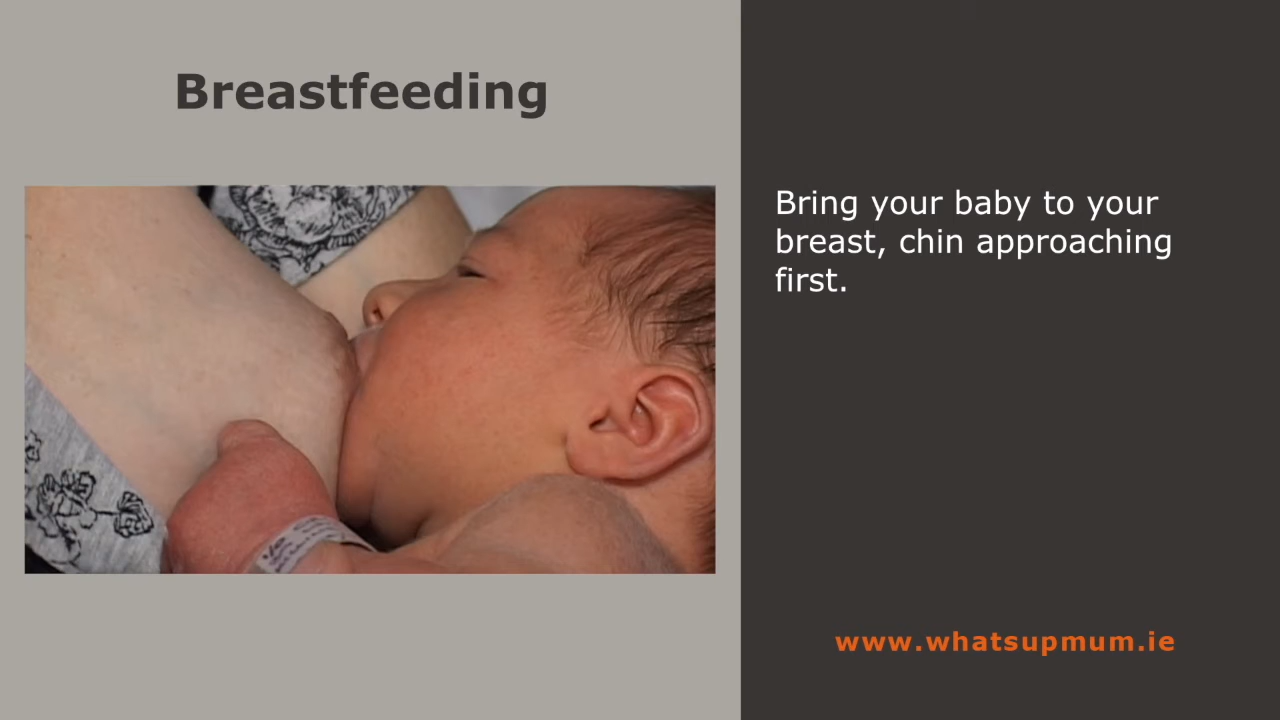 Breastfeeding
Bring your baby to your
breast, chin approaching
first.
www.whatsupmum.ie